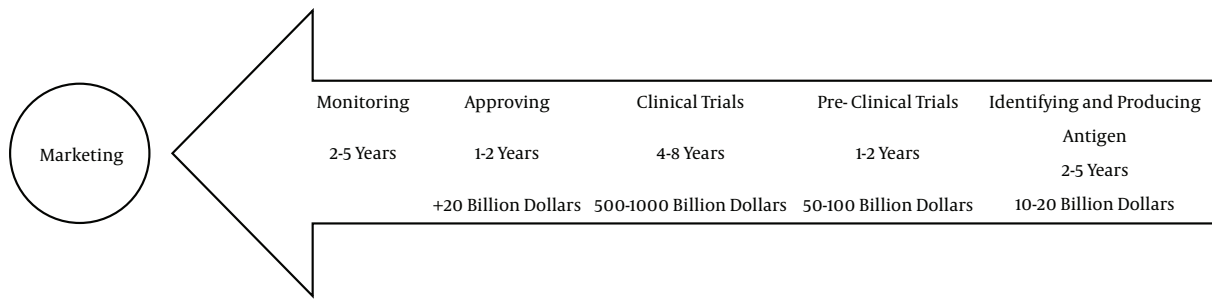 Marketing
Monitoring
2-5 Years
Approving
1-2 Years
+20 Billion Dollars
Clinical Trials
4-8 Years
500-1000 Billion Dollars
Pre- Clinical Trials
1-2 Years
50-100 Billion Dollars
Identifying and Producing
Antigen
2-5 Years
10-20 Billion Dollars